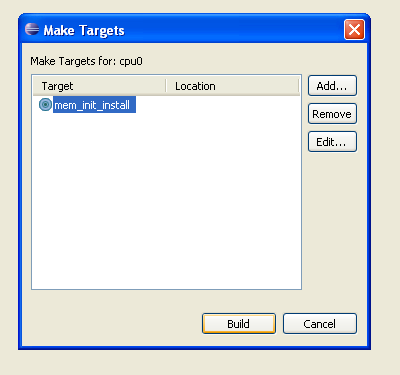 Make Targets
Make Targets for: cpu0
Target Location
mem_init_install
Add...
Remove
Edit...
Build Cancel